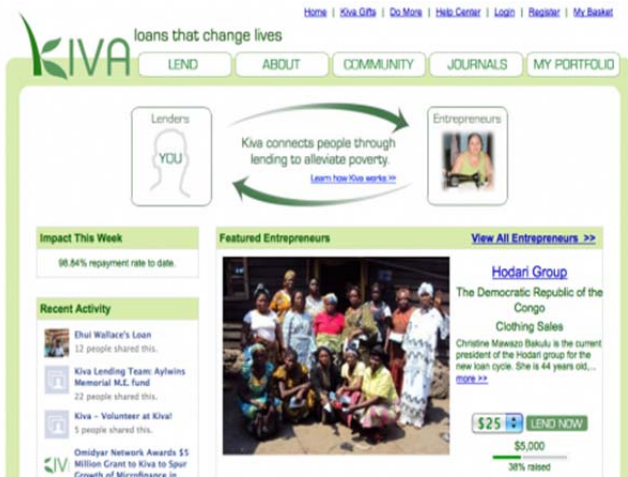 Home | Kiva Gifts | Do More | Help Center | Login | Register | My Basket
KIVA
loans that change lives
LEND
ABOUT
COMMUNITY
JOURNALS
MY PORTFOLIO
Lenders
YOU
Kiva connects people through
lending to alleviate poverty.
Learn how Kiva works >>
Entrepreneurs
Impact This Week
98.84% repayment rate to date.
Recent Activity
Ehui Wallace's Loan
12 people shared this.
Kiva Lending Team: Aylwins
Memorial M.E. fund
22 people shared this.
Kiva - Volunteer at Kiva!
5 people shared this.
Omidyar Network Awards $5
Million Grant to Kiva to Spur
Growth of Microfinance in
Featured Entrepreneurs
View All Entrepreneurs >>
Hodari Group
The Democratic Republic of the
Congo
Clothing Sales
Christine Mawazo Bakulu is the current
president of the Hodari group for the
new loan cycle. She is 44 years old,...
more >>
$25
LEND NOW
$5,000
38% raised